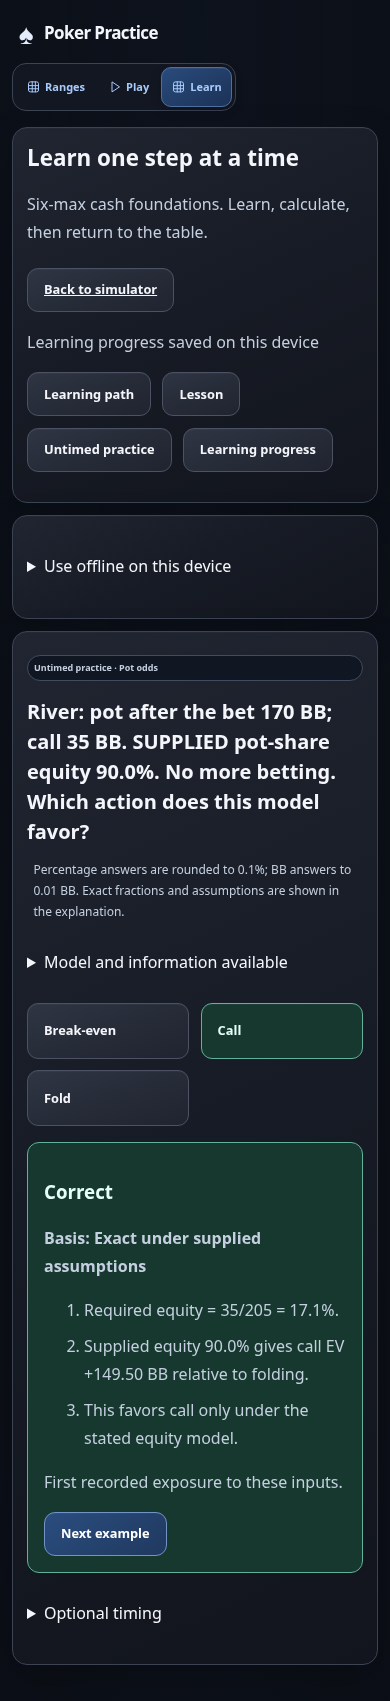 Poker Practice
Ranges
Play
Learn
Learn one step at a time
Six-max cash foundations. Learn, calculate,
then return to the table.
Back to simulator
Learning progress saved on this device
Learning path
Lesson
Untimed practice
Learning progress
Use offline on this device
Untimed practice · Pot odds
River: pot after the bet 170 BB;
call 35 BB. SUPPLIED pot-share
equity 90.0%. No more betting.
Which action does this model
favor?
Percentage answers are rounded to 0.1%; BB answers to
0.01 BB. Exact fractions and assumptions are shown in
the explanation.
Model and information available
Break-even
Call
Fold
Correct
Basis: Exact under supplied
assumptions
1. Required equity = 35/205 = 17.1%.
2. Supplied equity 90.0% gives call EV
+149.50 BB relative to folding.
3. This favors call only under the
stated equity model.
First recorded exposure to these inputs.
Next example
Optional timing